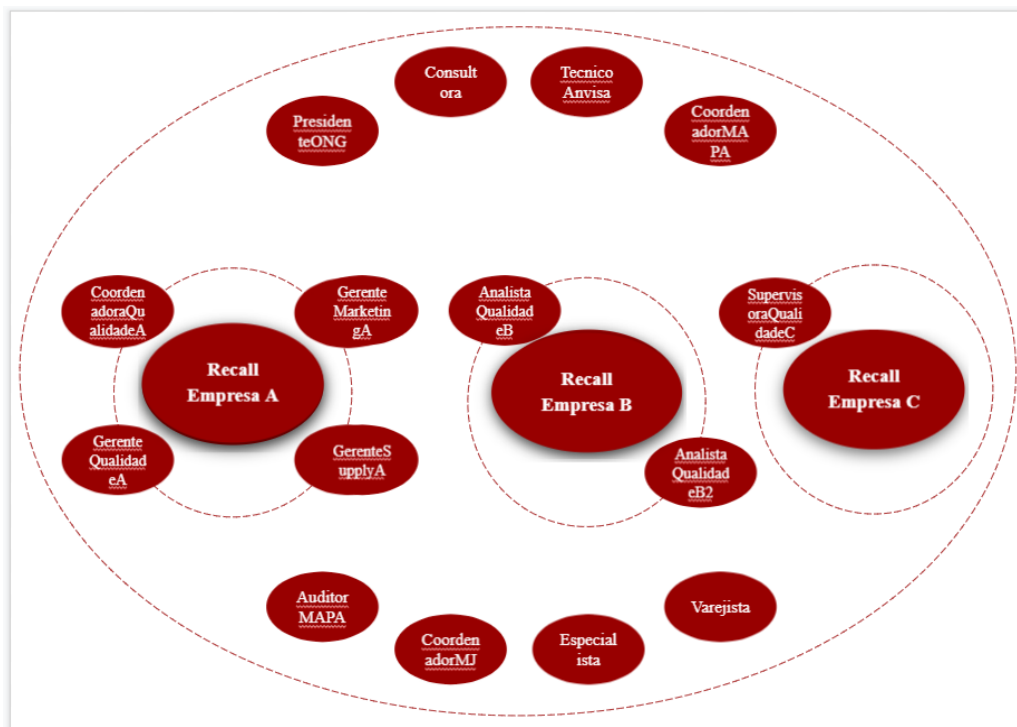 Consult
ora
Tecnico
Anvisa
Presiden
teONG
Coorden
adorMA
PA
Coorden
adoraQu
alidadeA
Gerente
Marketin
gA
Analista
Qualidad
eB
Supervis
oraQuali
dadeC
Recall
Empresa A
Recall
Empresa B
Recall
Empresa C
Gerente
Qualidad
eA
GerenteS
upplyA
Analista
Qualidad
eB2
Auditor
MAPA
Coorden
adorMJ
Especial
ista
Varejista